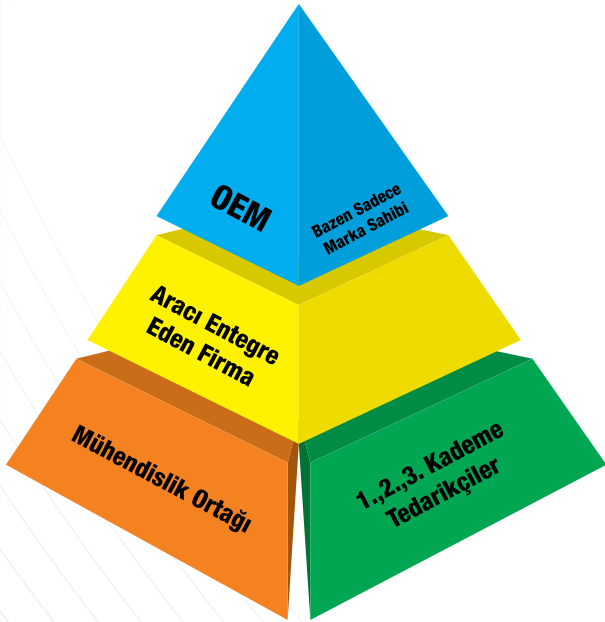 OEM
Bazen Sadece
Marka Sahibi
Aracı Entegre
Eden Firma
Mühendislik Ortağı
1.,2.,3. Kademe
Tedarikçiler